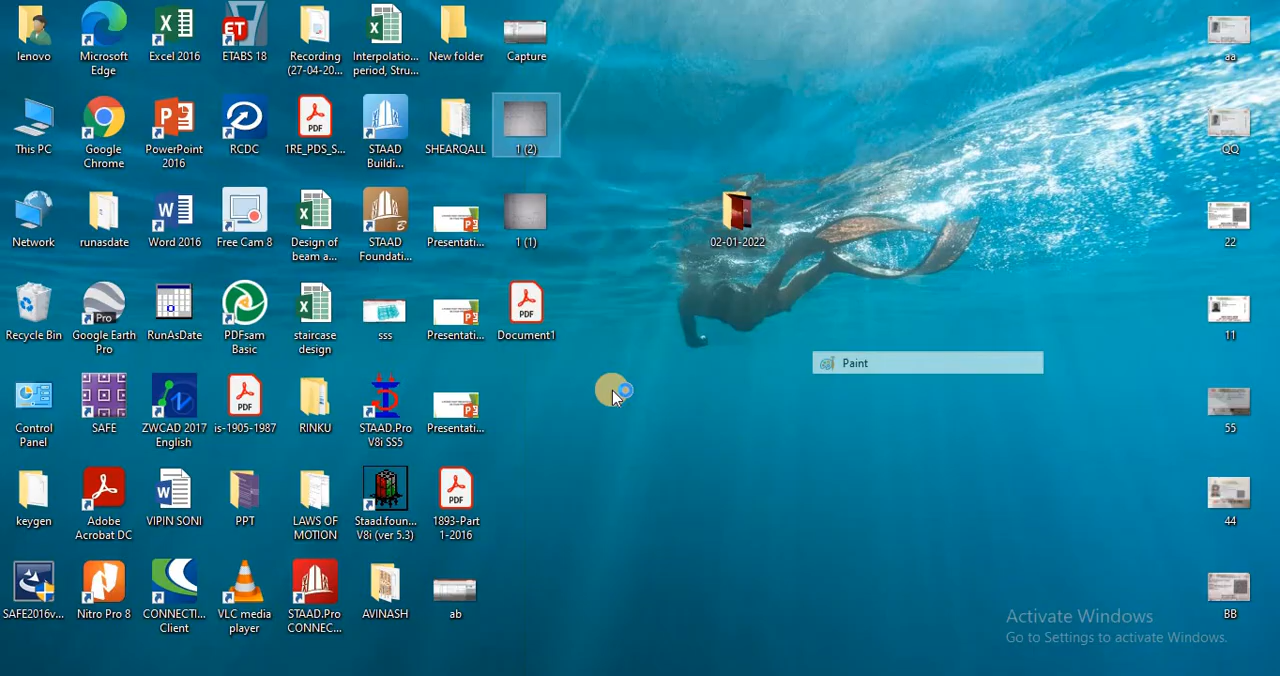 lenovo
Microsoft
Edge
Excel 2016
ETABS 18
Recording
(27-04-20...
Interpolatio...
period, Stru...
New folder
Capture
aa
This PC
Google
Chrome
PowerPoint
2016
RCDC
1RE_PDS_S...
STAAD
Buildi...
SHEARQALL
1 (2)
QQ
Network
runasdate
Word 2016
Free Cam 8
Design of
beam a...
STAAD
Foundati...
Presentati...
1 (1)
02-01-2022
22
Recycle Bin
Google Earth
Pro
RunAsDate
PDFsam
Basic
staircase
design
sss
Presentati...
Document1
11
Paint
Control
Panel
SAFE
ZWCAD 2017
English
is-1905-1987
RINKU
STAAD.Pro
V8i SS5
Presentati...
55
keygen
Adobe
Acrobat DC
VIPIN SONI
PPT
LAWS OF
MOTION
Staad.foun...
V8i (ver 5.3)
1893-Part
1-2016
44
SAFE2016v...
Nitro Pro 8
CONNECTI...
Client
VLC media
player
STAAD.Pro
CONNEC...
AVINASH
ab
BB
Activate Windows
Go to Settings to activate Windows.